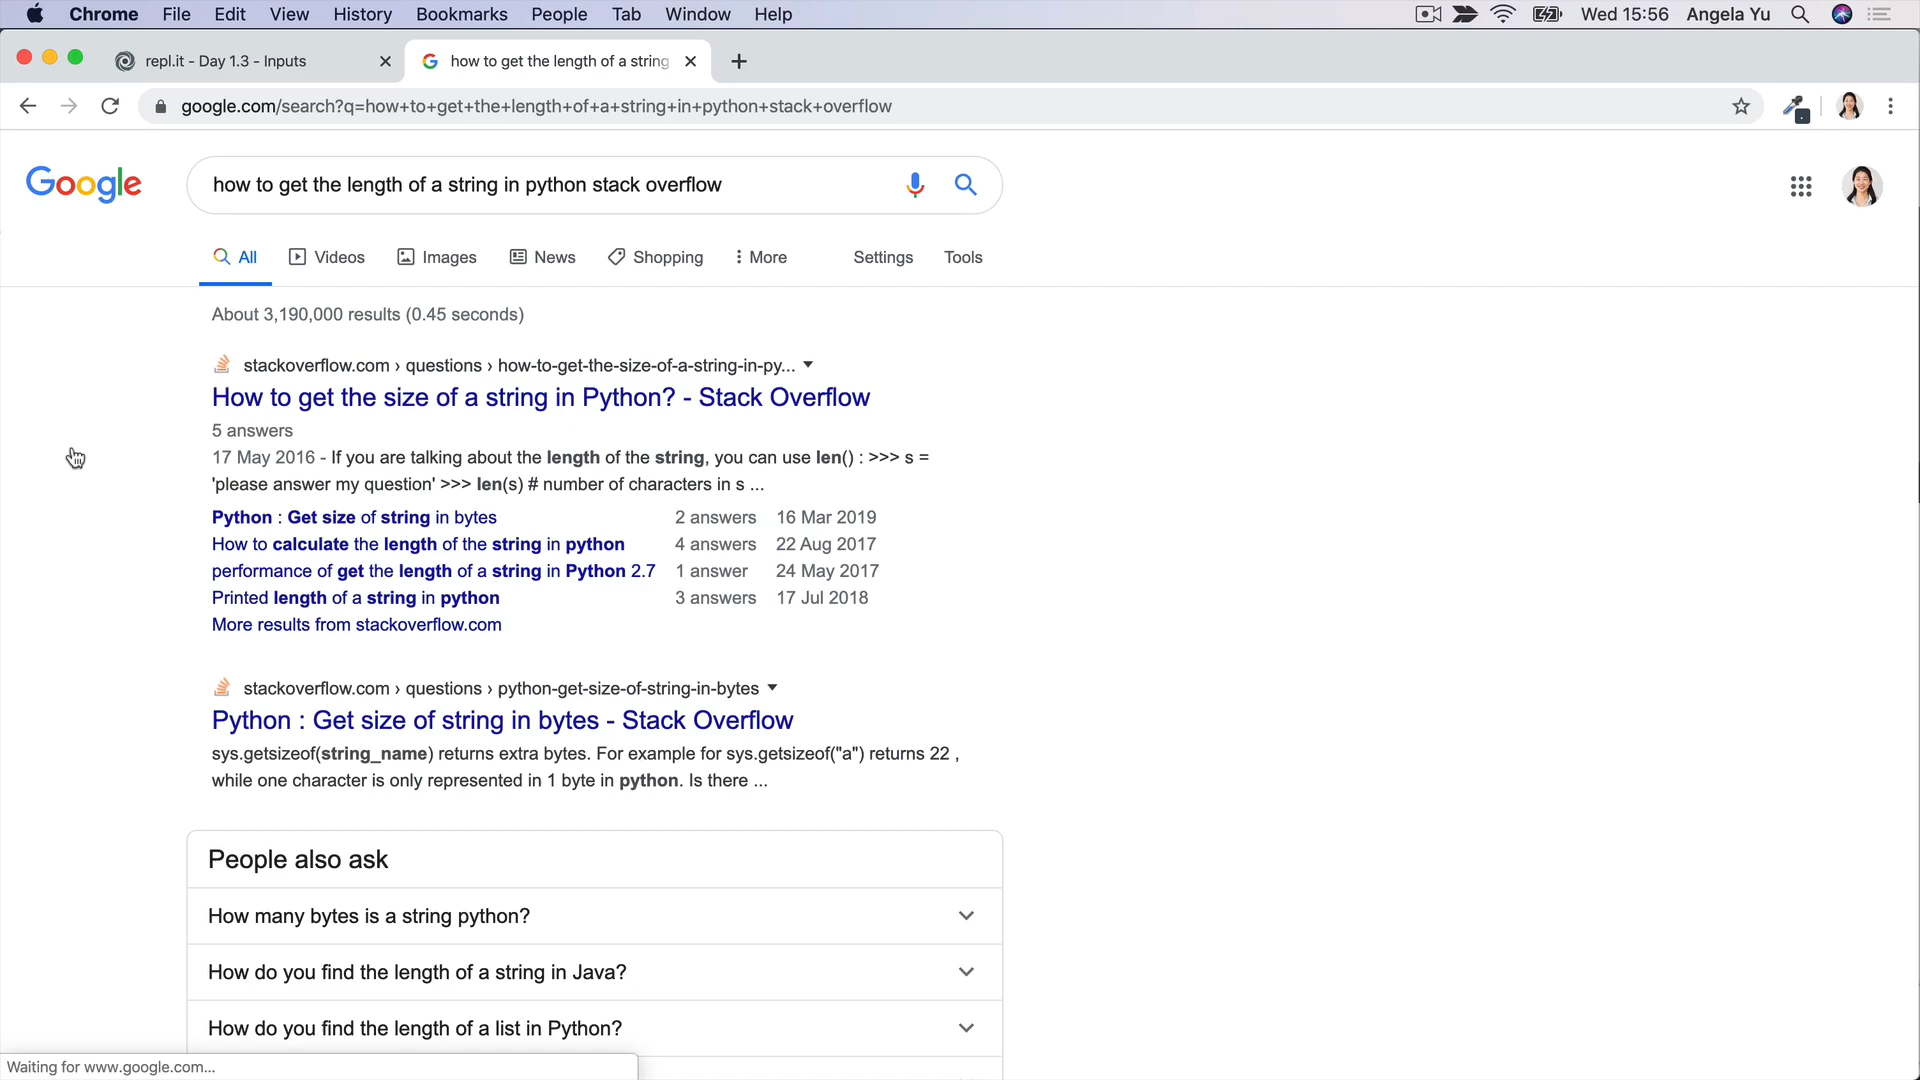 Chrome File Edit View History Bookmarks People Tab Window Help Wed 15:56 Angela Yu
repl.it - Day 1.3 - Inputs how to get the length of a string
google.com/search?q=how+to+get+the+length+of+a+string+in+python+stack+overflow
Google how to get the length of a string in python stack overflow
All Videos Images News Shopping More Settings Tools
About 3,190,000 results (0.45 seconds)
stackoverflow.com › questions › how-to-get-the-size-of-a-string-in-py...
How to get the size of a string in Python? - Stack Overflow
5 answers
17 May 2016 - If you are talking about the length of the string, you can use len() : >>> s =
'please answer my question' >>> len(s) # number of characters in s ...
Python : Get size of string in bytes 2 answers 16 Mar 2019
How to calculate the length of the string in python 4 answers 22 Aug 2017
performance of get the length of a string in Python 2.7 1 answer 24 May 2017
Printed length of a string in python 3 answers 17 Jul 2018
More results from stackoverflow.com
stackoverflow.com › questions › python-get-size-of-string-in-bytes
Python : Get size of string in bytes - Stack Overflow
sys.getsizeof(string_name) returns extra bytes. For example for sys.getsizeof("a") returns 22 ,
while one character is only represented in 1 byte in python. Is there ...
People also ask
How many bytes is a string python?
How do you find the length of a string in Java?
How do you find the length of a list in Python?
Waiting for www.google.com...